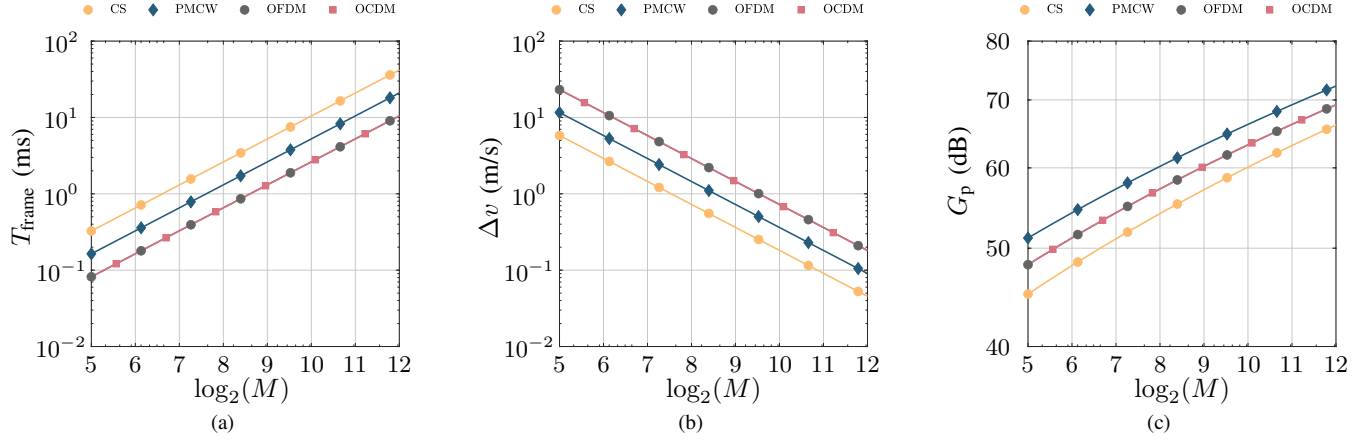 CS PMCW OFDM OCDM
10^2
10^1
10^0
10^{-1}
10^{-2}
T_frame (ms)
5 6 7 8 9 10 11 12
log_2(M)
(a)
CS PMCW OFDM OCDM
10^2
10^1
10^0
10^{-1}
10^{-2}
Δv (m/s)
5 6 7 8 9 10 11 12
log_2(M)
(b)
CS PMCW OFDM OCDM
80
70
60
50
40
G_p (dB)
5 6 7 8 9 10 11 12
log_2(M)
(c)